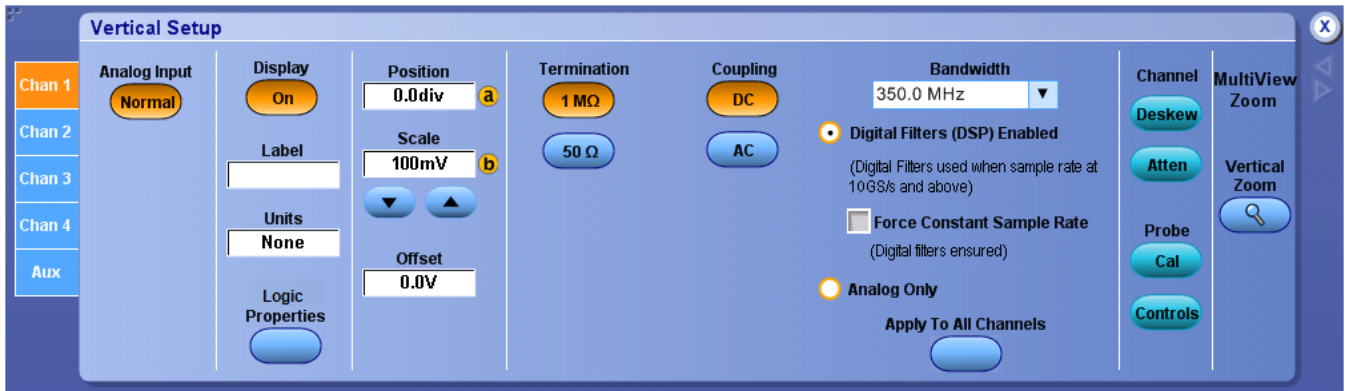 Vertical Setup
X
Chan 1
Chan 2
Chan 3
Chan 4
Aux
Analog Input
Normal
Display
On
Label
Units
None
Logic
Properties
Position
0.0div
a
Scale
100mV
b
Offset
0.0V
Termination
1 MΩ
50 Ω
Coupling
DC
AC
Bandwidth
350.0 MHz
Digital Filters (DSP) Enabled
(Digital Filters used when sample rate at
10GS/s and above)
Force Constant Sample Rate
(Digital filters ensured)
Analog Only
Apply To All Channels
Channel
Deskew
Atten
Probe
Cal
Controls
MultiView
Zoom
Vertical
Zoom